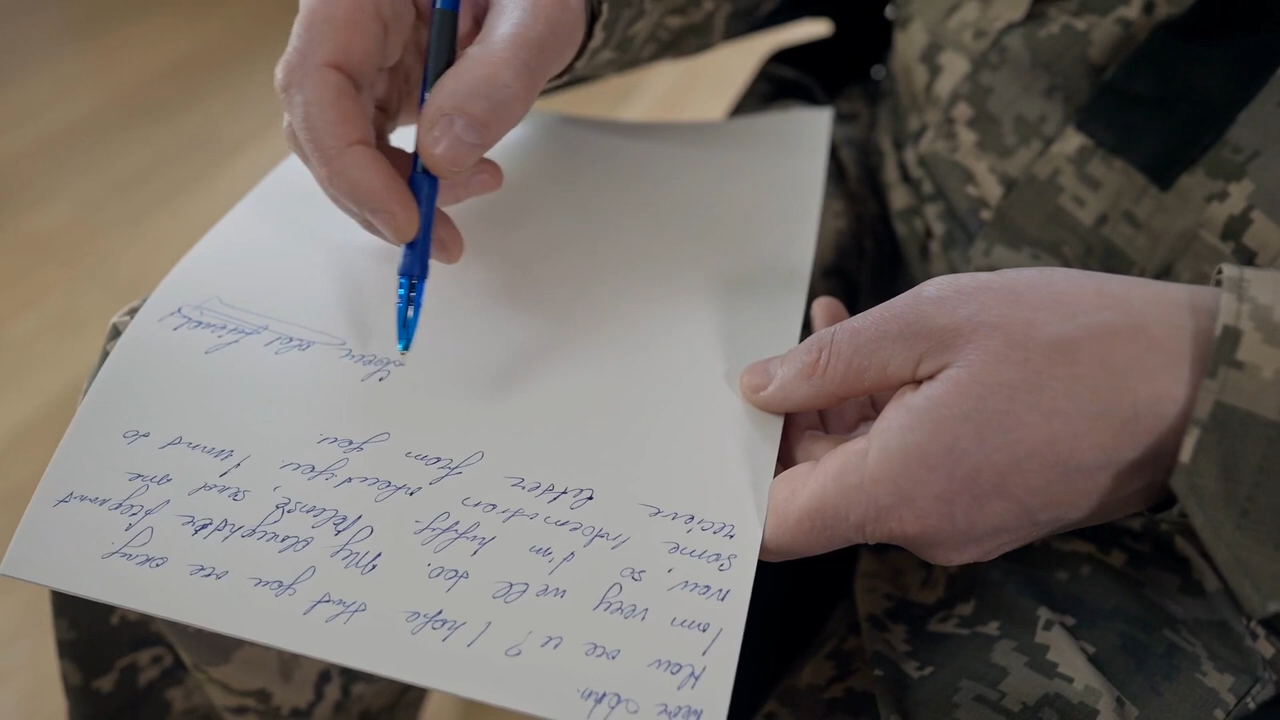 How are u? I hope that you are okay.
I am very well too. My daughter pregnant
now, so I'm happy. Please, send me
some information about you. I want to
recieve letter from you.
Your old friend